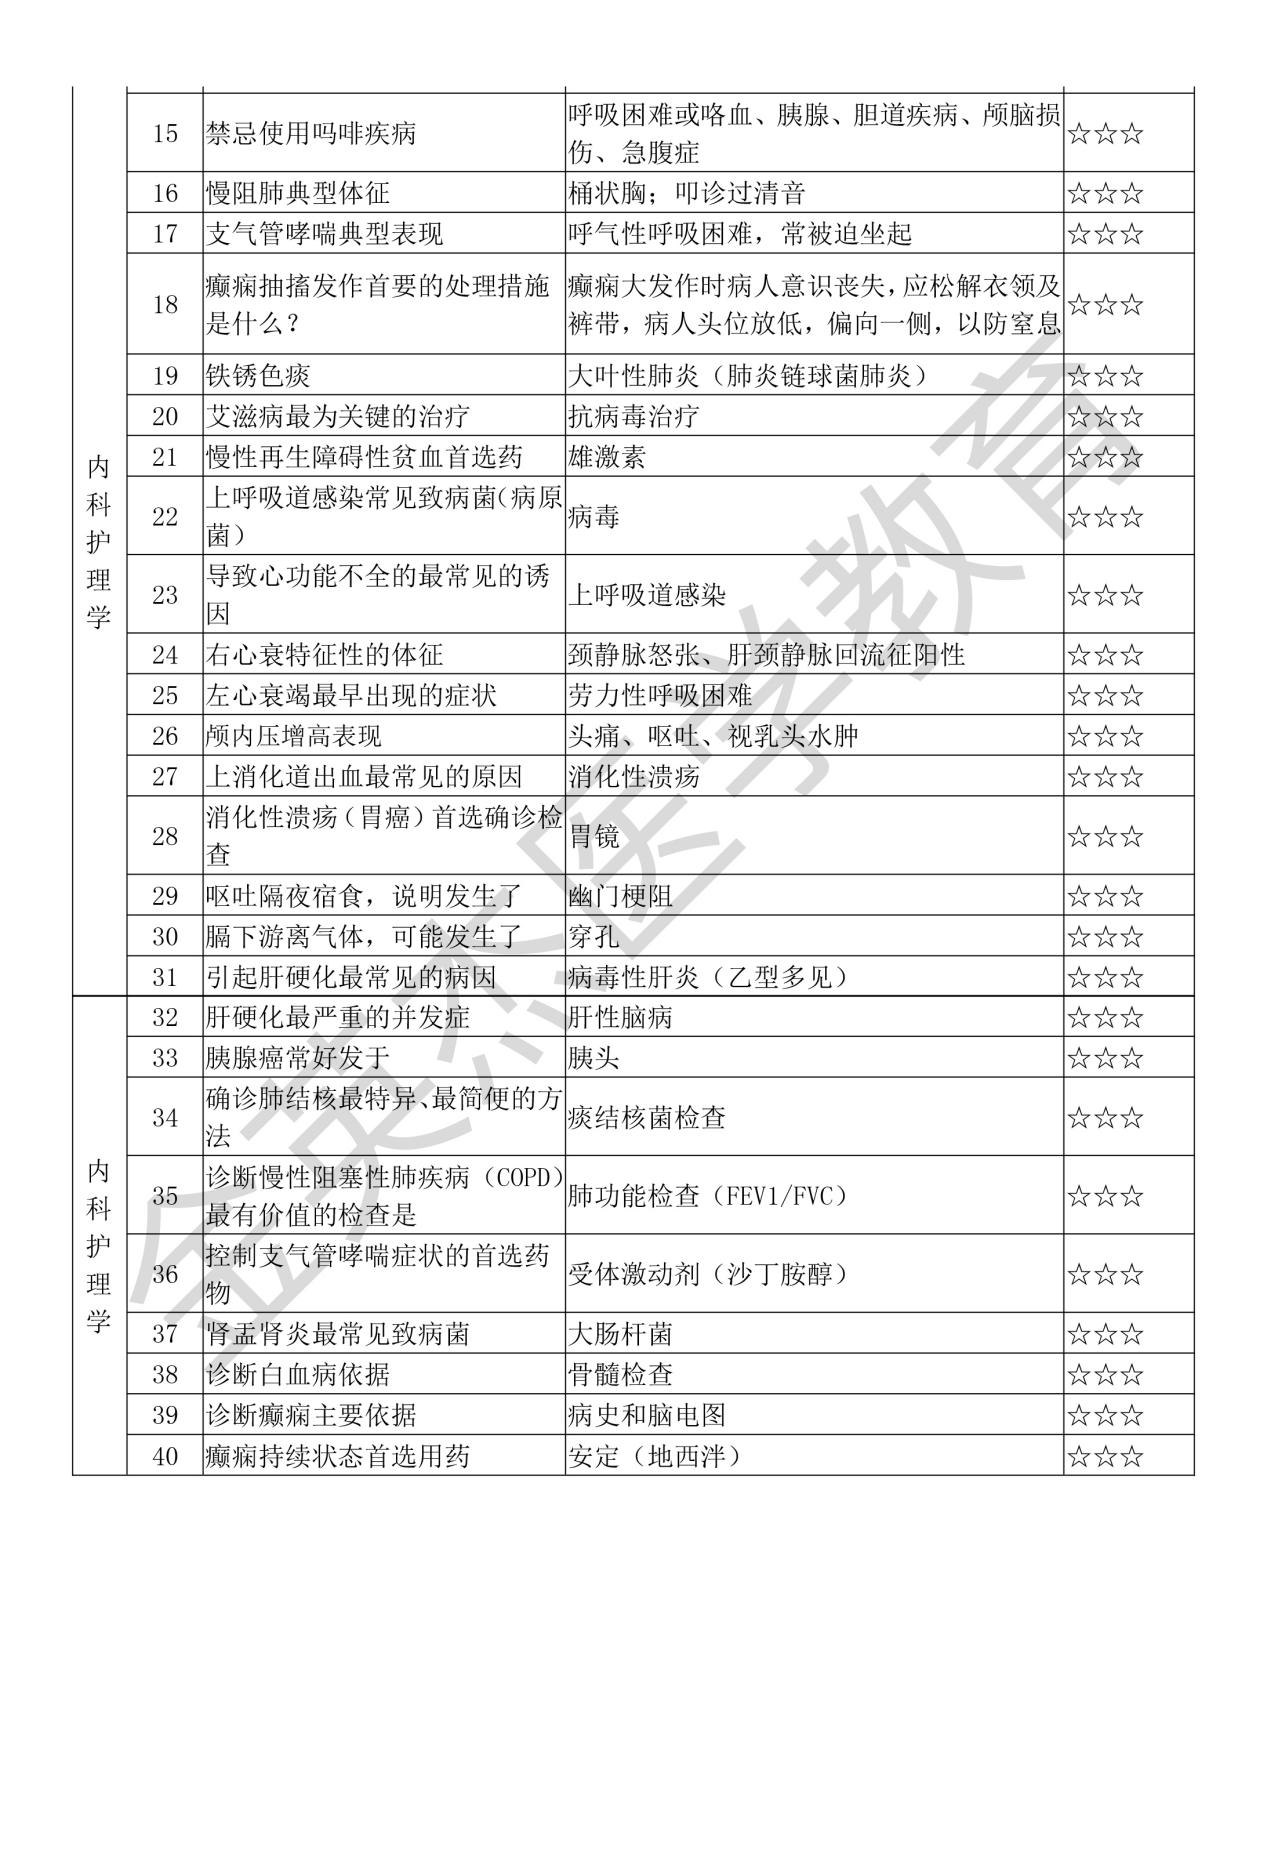 15 禁忌使用吗啡疾病 呼吸困难或咯血、胰腺、胆道疾病、颅脑损伤、急腹症 ☆☆☆
16 慢阻肺典型体征 桶状胸；叩诊过清音 ☆☆☆
17 支气管哮喘典型表现 呼气性呼吸困难，常被迫坐起 ☆☆☆
18 癫痫抽搐发作首要的处理措施是什么？ 癫痫大发作时病人意识丧失，应松解衣领及裤带，病人头位放低，偏向一侧，以防窒息 ☆☆☆
19 铁锈色痰 大叶性肺炎（肺炎链球菌肺炎） ☆☆☆
20 艾滋病最为关键的治疗 抗病毒治疗 ☆☆☆
21 慢性再生障碍性贫血首选药 雄激素 ☆☆☆
22 上呼吸道感染常见致病菌（病原菌） 病毒 ☆☆☆
23 导致心功能不全的最常见的诱因 上呼吸道感染 ☆☆☆
24 右心衰特征性的体征 颈静脉怒张、肝颈静脉回流征阳性 ☆☆☆
25 左心衰竭最早出现的症状 劳力性呼吸困难 ☆☆☆
26 颅内压增高表现 头痛、呕吐、视乳头水肿 ☆☆☆
27 上消化道出血最常见的原因 消化性溃疡 ☆☆☆
28 消化性溃疡（胃癌）首选确诊检查 胃镜 ☆☆☆
29 呕吐隔夜宿食，说明发生了 幽门梗阻 ☆☆☆
30 膈下游离气体，可能发生了 穿孔 ☆☆☆
31 引起肝硬化最常见的病因 病毒性肝炎（乙型多见） ☆☆☆
内科护理学
32 肝硬化最严重的并发症 肝性脑病 ☆☆☆
33 胰腺癌常好发于 胰头 ☆☆☆
34 确诊肺结核最特异、最简便的方法 痰结核菌检查 ☆☆☆
35 诊断慢性阻塞性肺疾病（COPD）最有价值的检查是 肺功能检查（FEV1/FVC） ☆☆☆
36 控制支气管哮喘症状的首选药物 受体激动剂（沙丁胺醇） ☆☆☆
37 肾盂肾炎最常见致病菌 大肠杆菌 ☆☆☆
38 诊断白血病依据 骨髓检查 ☆☆☆
39 诊断癫痫主要依据 病史和脑电图 ☆☆☆
40 癫痫持续状态首选用药 安定（地西泮） ☆☆☆
内科护理学
金英杰医学教育